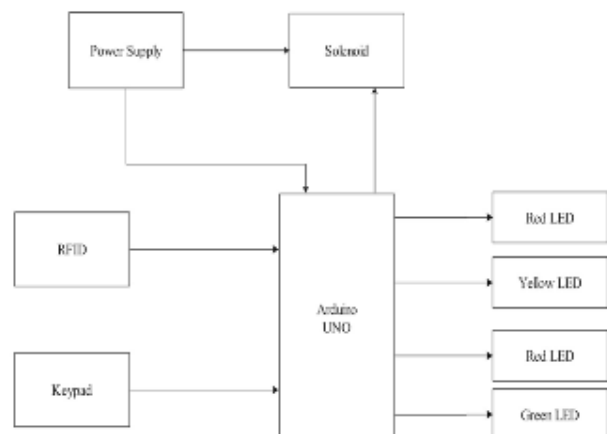 Power Supply
Solenoid
RFID
Keypad
Arduino
UNO
Red LED
Yellow LED
Red LED
Green LED